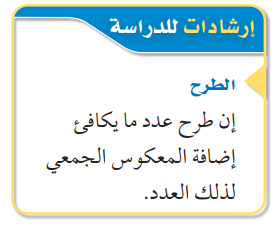 إرشادات للدراسة
الطرح
إن طرح عدد ما يكافئ
إضافة المعكوس الجمعي
لذلك العدد.